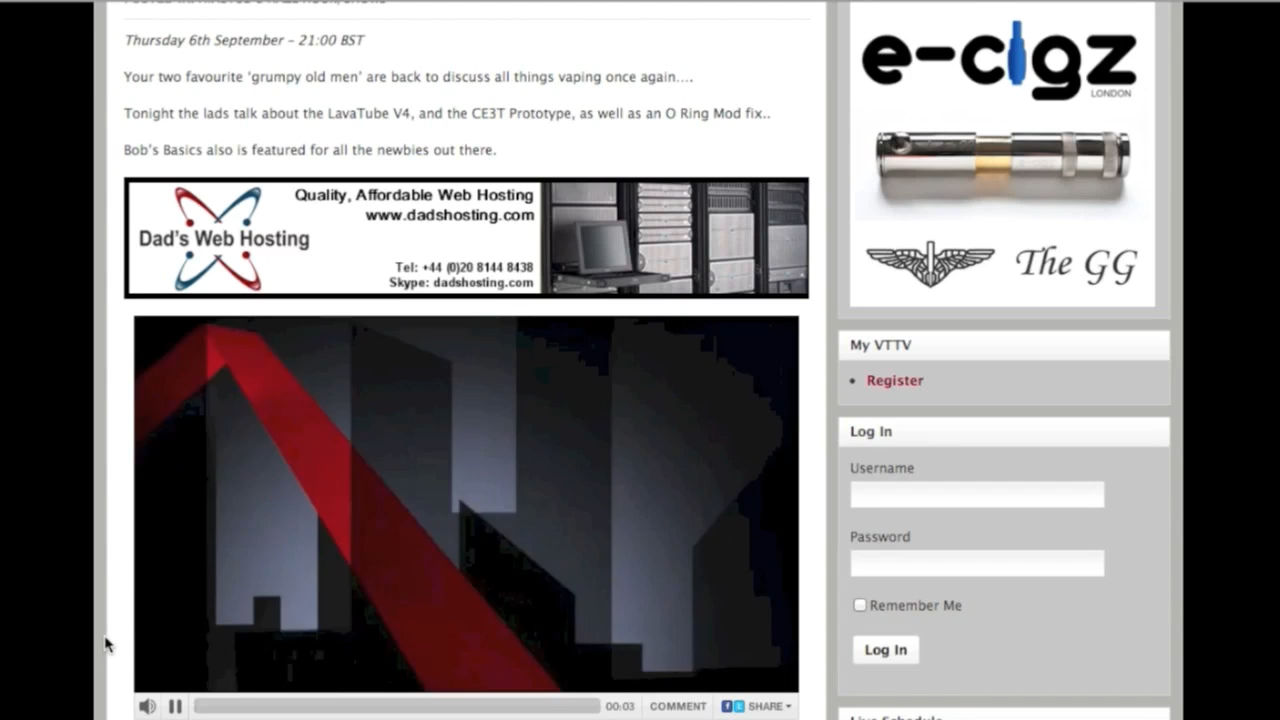 Thursday 6th September – 21:00 BST
Your two favourite ‘grumpy old men’ are back to discuss all things vaping once again….
Tonight the lads talk about the LavaTube V4, and the CE3T Prototype, as well as an O Ring Mod fix..
Bob’s Basics also is featured for all the newbies out there.
Quality, Affordable Web Hosting
www.dadshosting.com
Dad's Web Hosting
Tel: +44 (0)20 8144 8438
Skype: dadshosting.com
00:03
COMMENT
SHARE
e-cigz
LONDON
The GG
My VTTV
Register
Log In
Username
Password
Remember Me
Log In
Live Schedule